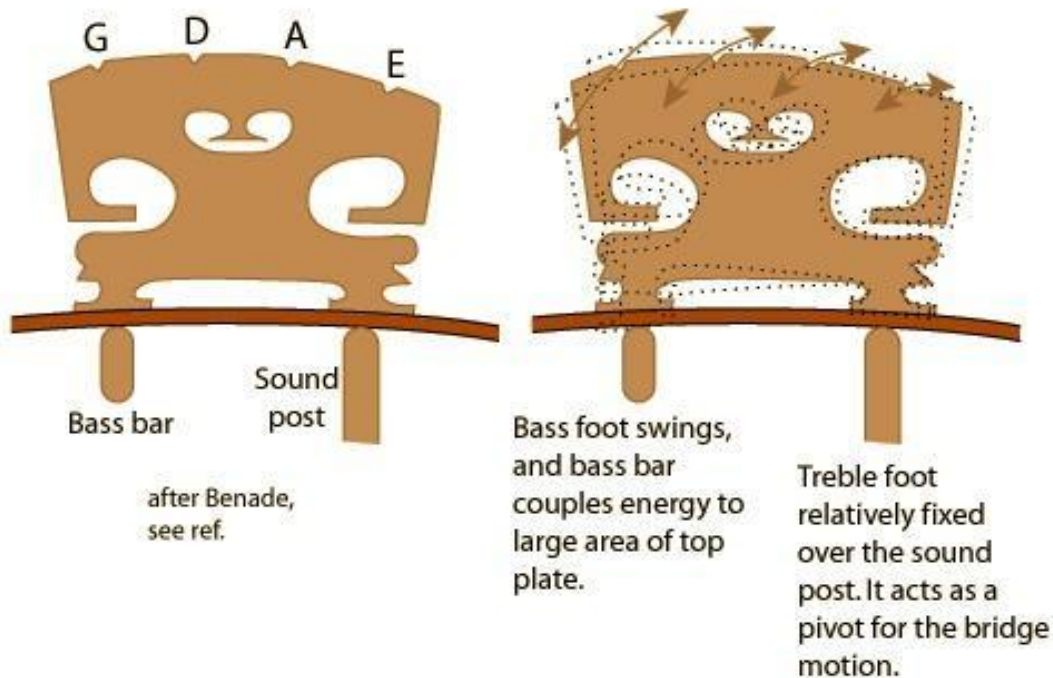 G
D
A
E
Bass bar
Sound
post
after Benade,
see ref.
Bass foot swings,
and bass bar
couples energy to
large area of top
plate.
Treble foot
relatively fixed
over the sound
post. It acts as a
pivot for the bridge
motion.